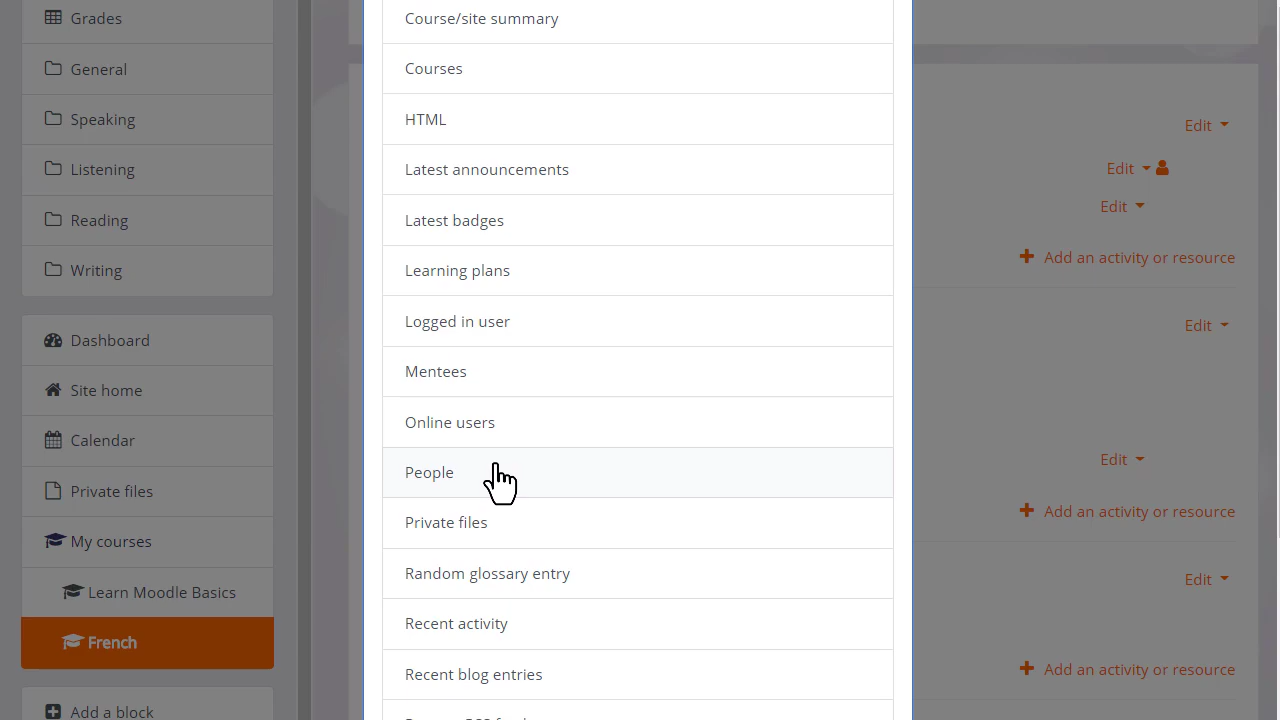 Grades
General
Speaking
Listening
Reading
Writing
Dashboard
Site home
Calendar
Private files
My courses
Learn Moodle Basics
French
Add a block
Course/site summary
Courses
HTML
Latest announcements
Latest badges
Learning plans
Logged in user
Mentees
Online users
People
Private files
Random glossary entry
Recent activity
Recent blog entries
Edit
Edit
Edit
Add an activity or resource
Edit
Edit
Add an activity or resource
Edit
Add an activity or resource